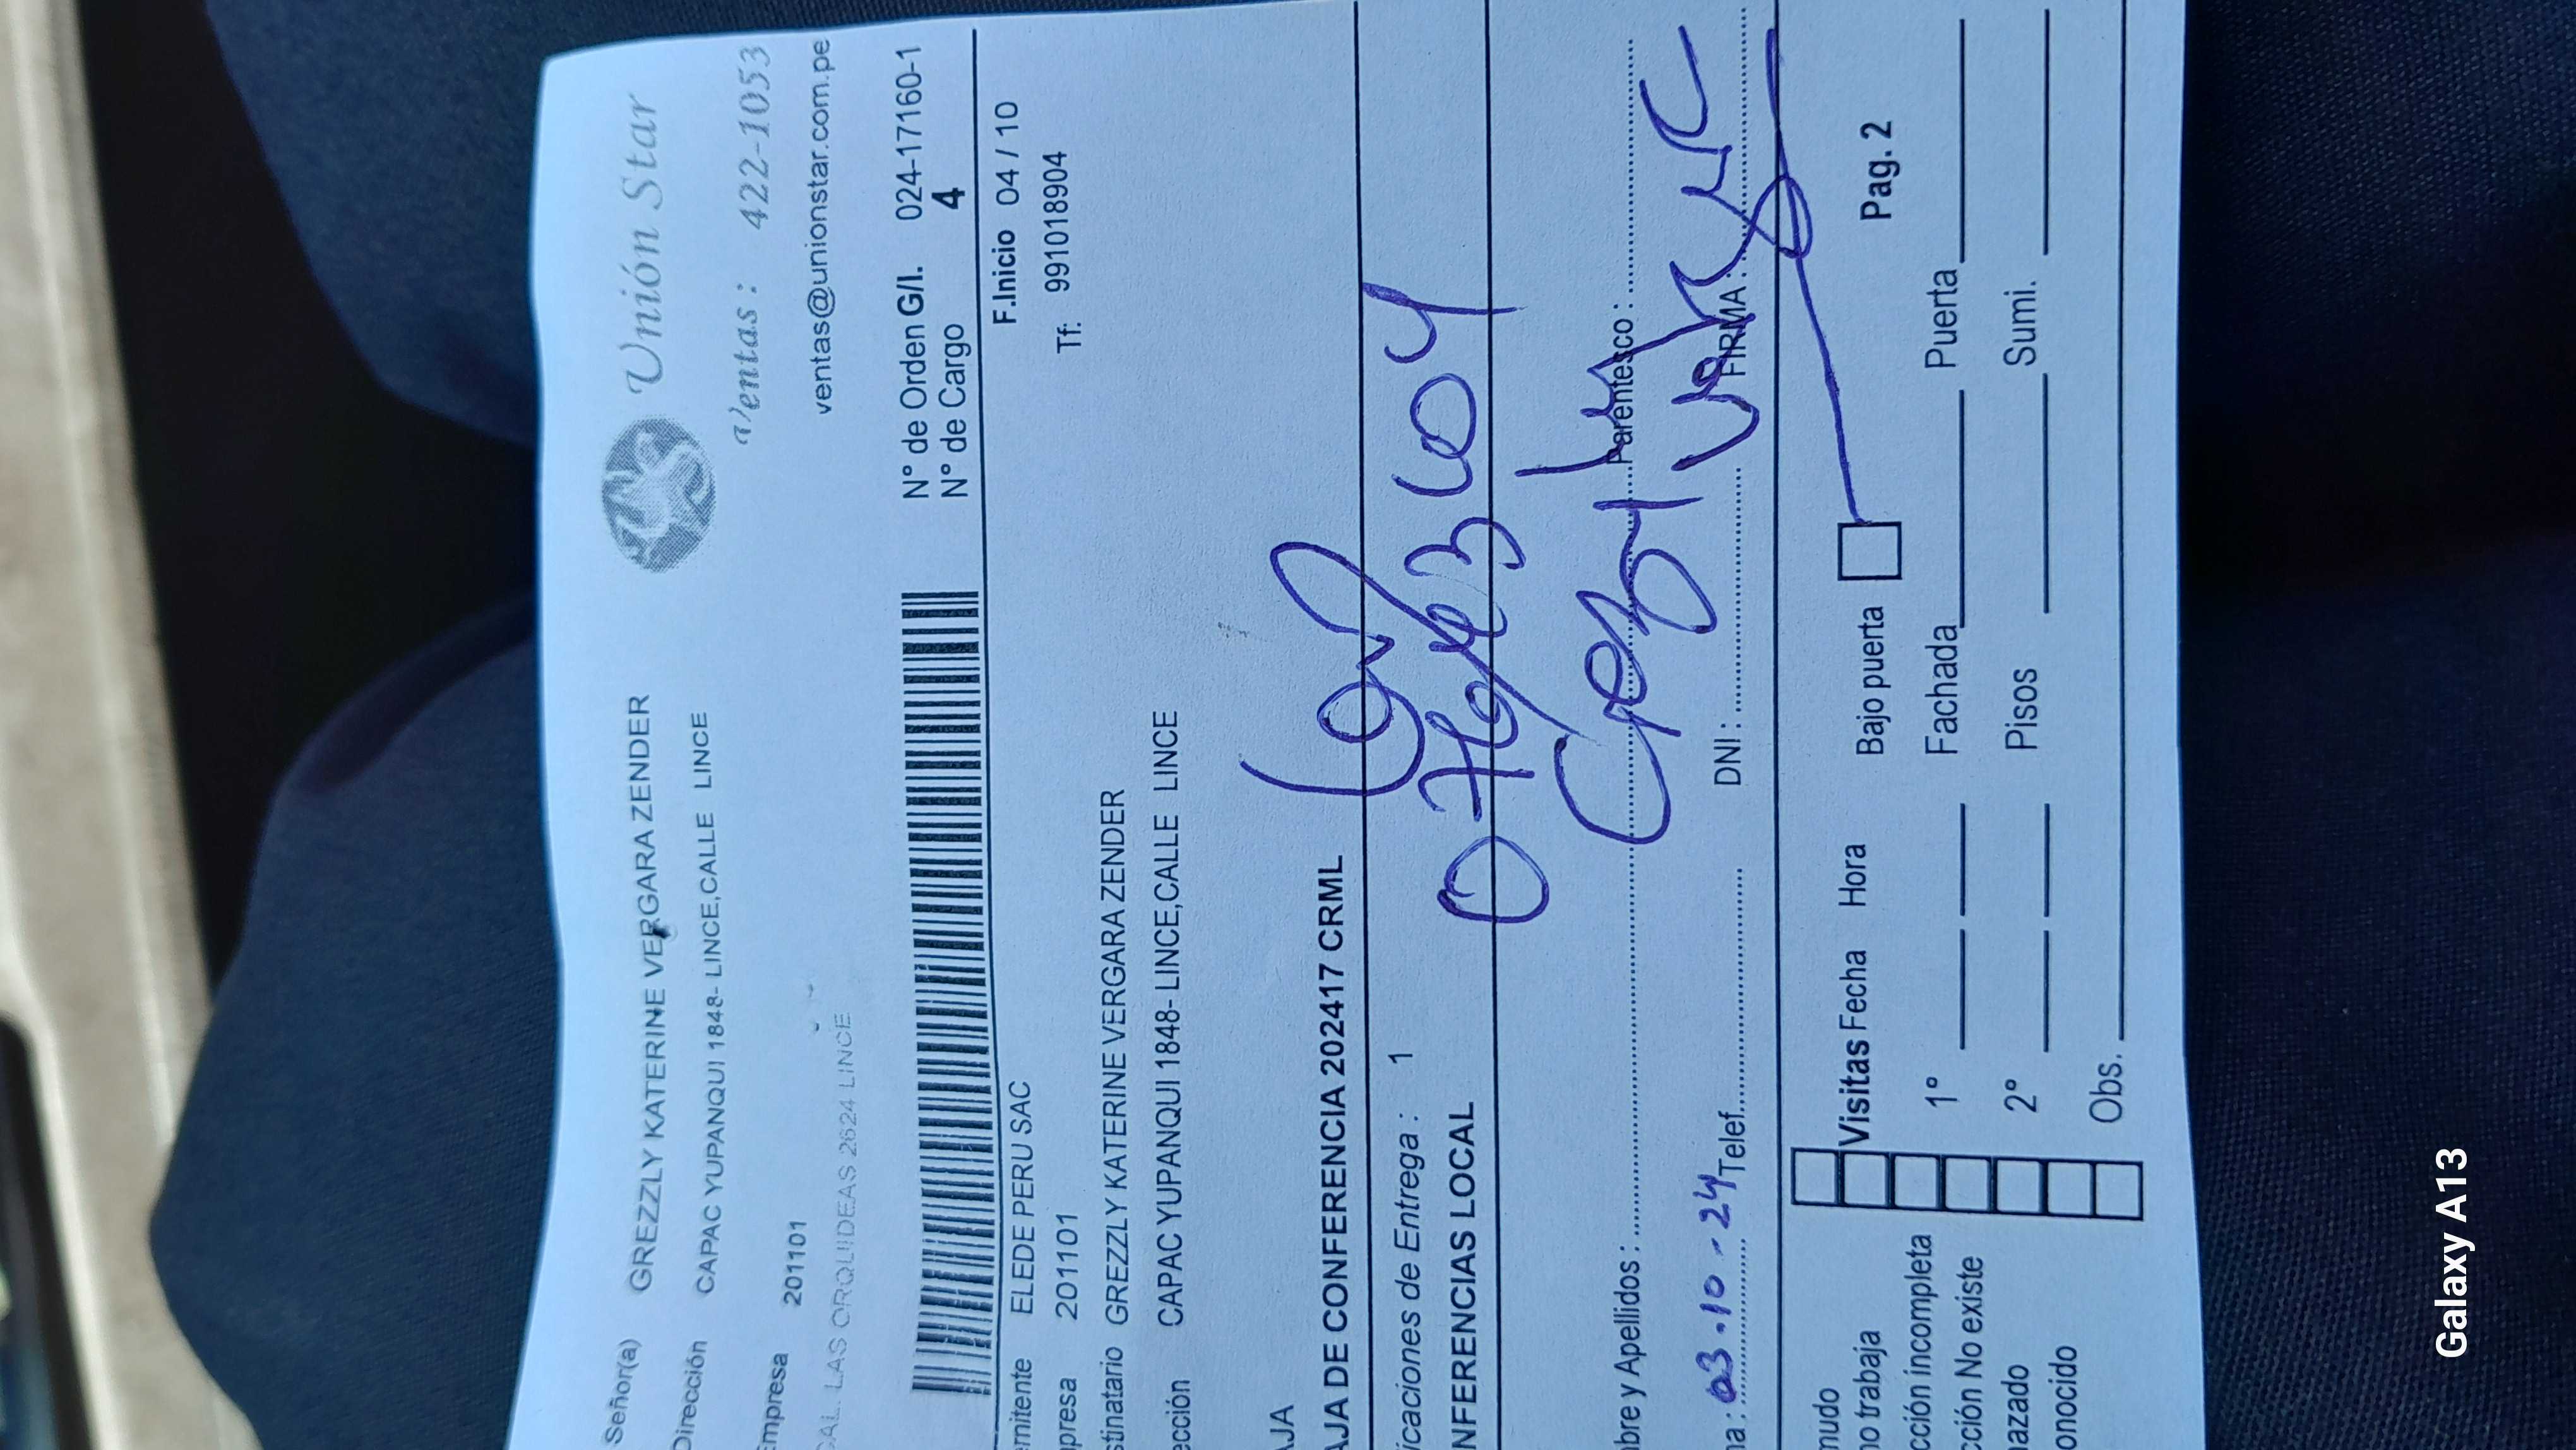 Unión Star
Ventas: 422-1053
ventas@unionstar.com.pe
Señor(a) GREZZLY KATERINE VERGARA ZENDER
Dirección CAPAC YUPANQUI 1848- LINCE,CALLE LINCE
Empresa 201101
CAL. LAS ORQUIDEAS 2624 LINCE
N° de Orden G/I. 024-17160-1
N° de Cargo 4
mitente ELEDE PERU SAC F.Inicio 04 / 10
presa 201101 Tf: 991018904
stinatario GREZZLY KATERINE VERGARA ZENDER
ección CAPAC YUPANQUI 1848- LINCE,CALLE LINCE
AJA
AJA DE CONFERENCIA 202417 CRML
icaciones de Entrega : 1
NFERENCIAS LOCAL
bre y Apellidos : Parentesco :
na : 03.10-24 Telef. DNI : FIRMA :
mudo
o trabaja
cción incompleta
cción No existe
nazado
onocido
Visitas Fecha Hora Bajo puerta Pag. 2
1° Fachada Puerta
2° Pisos Sumi.
Obs.
Galaxy A13